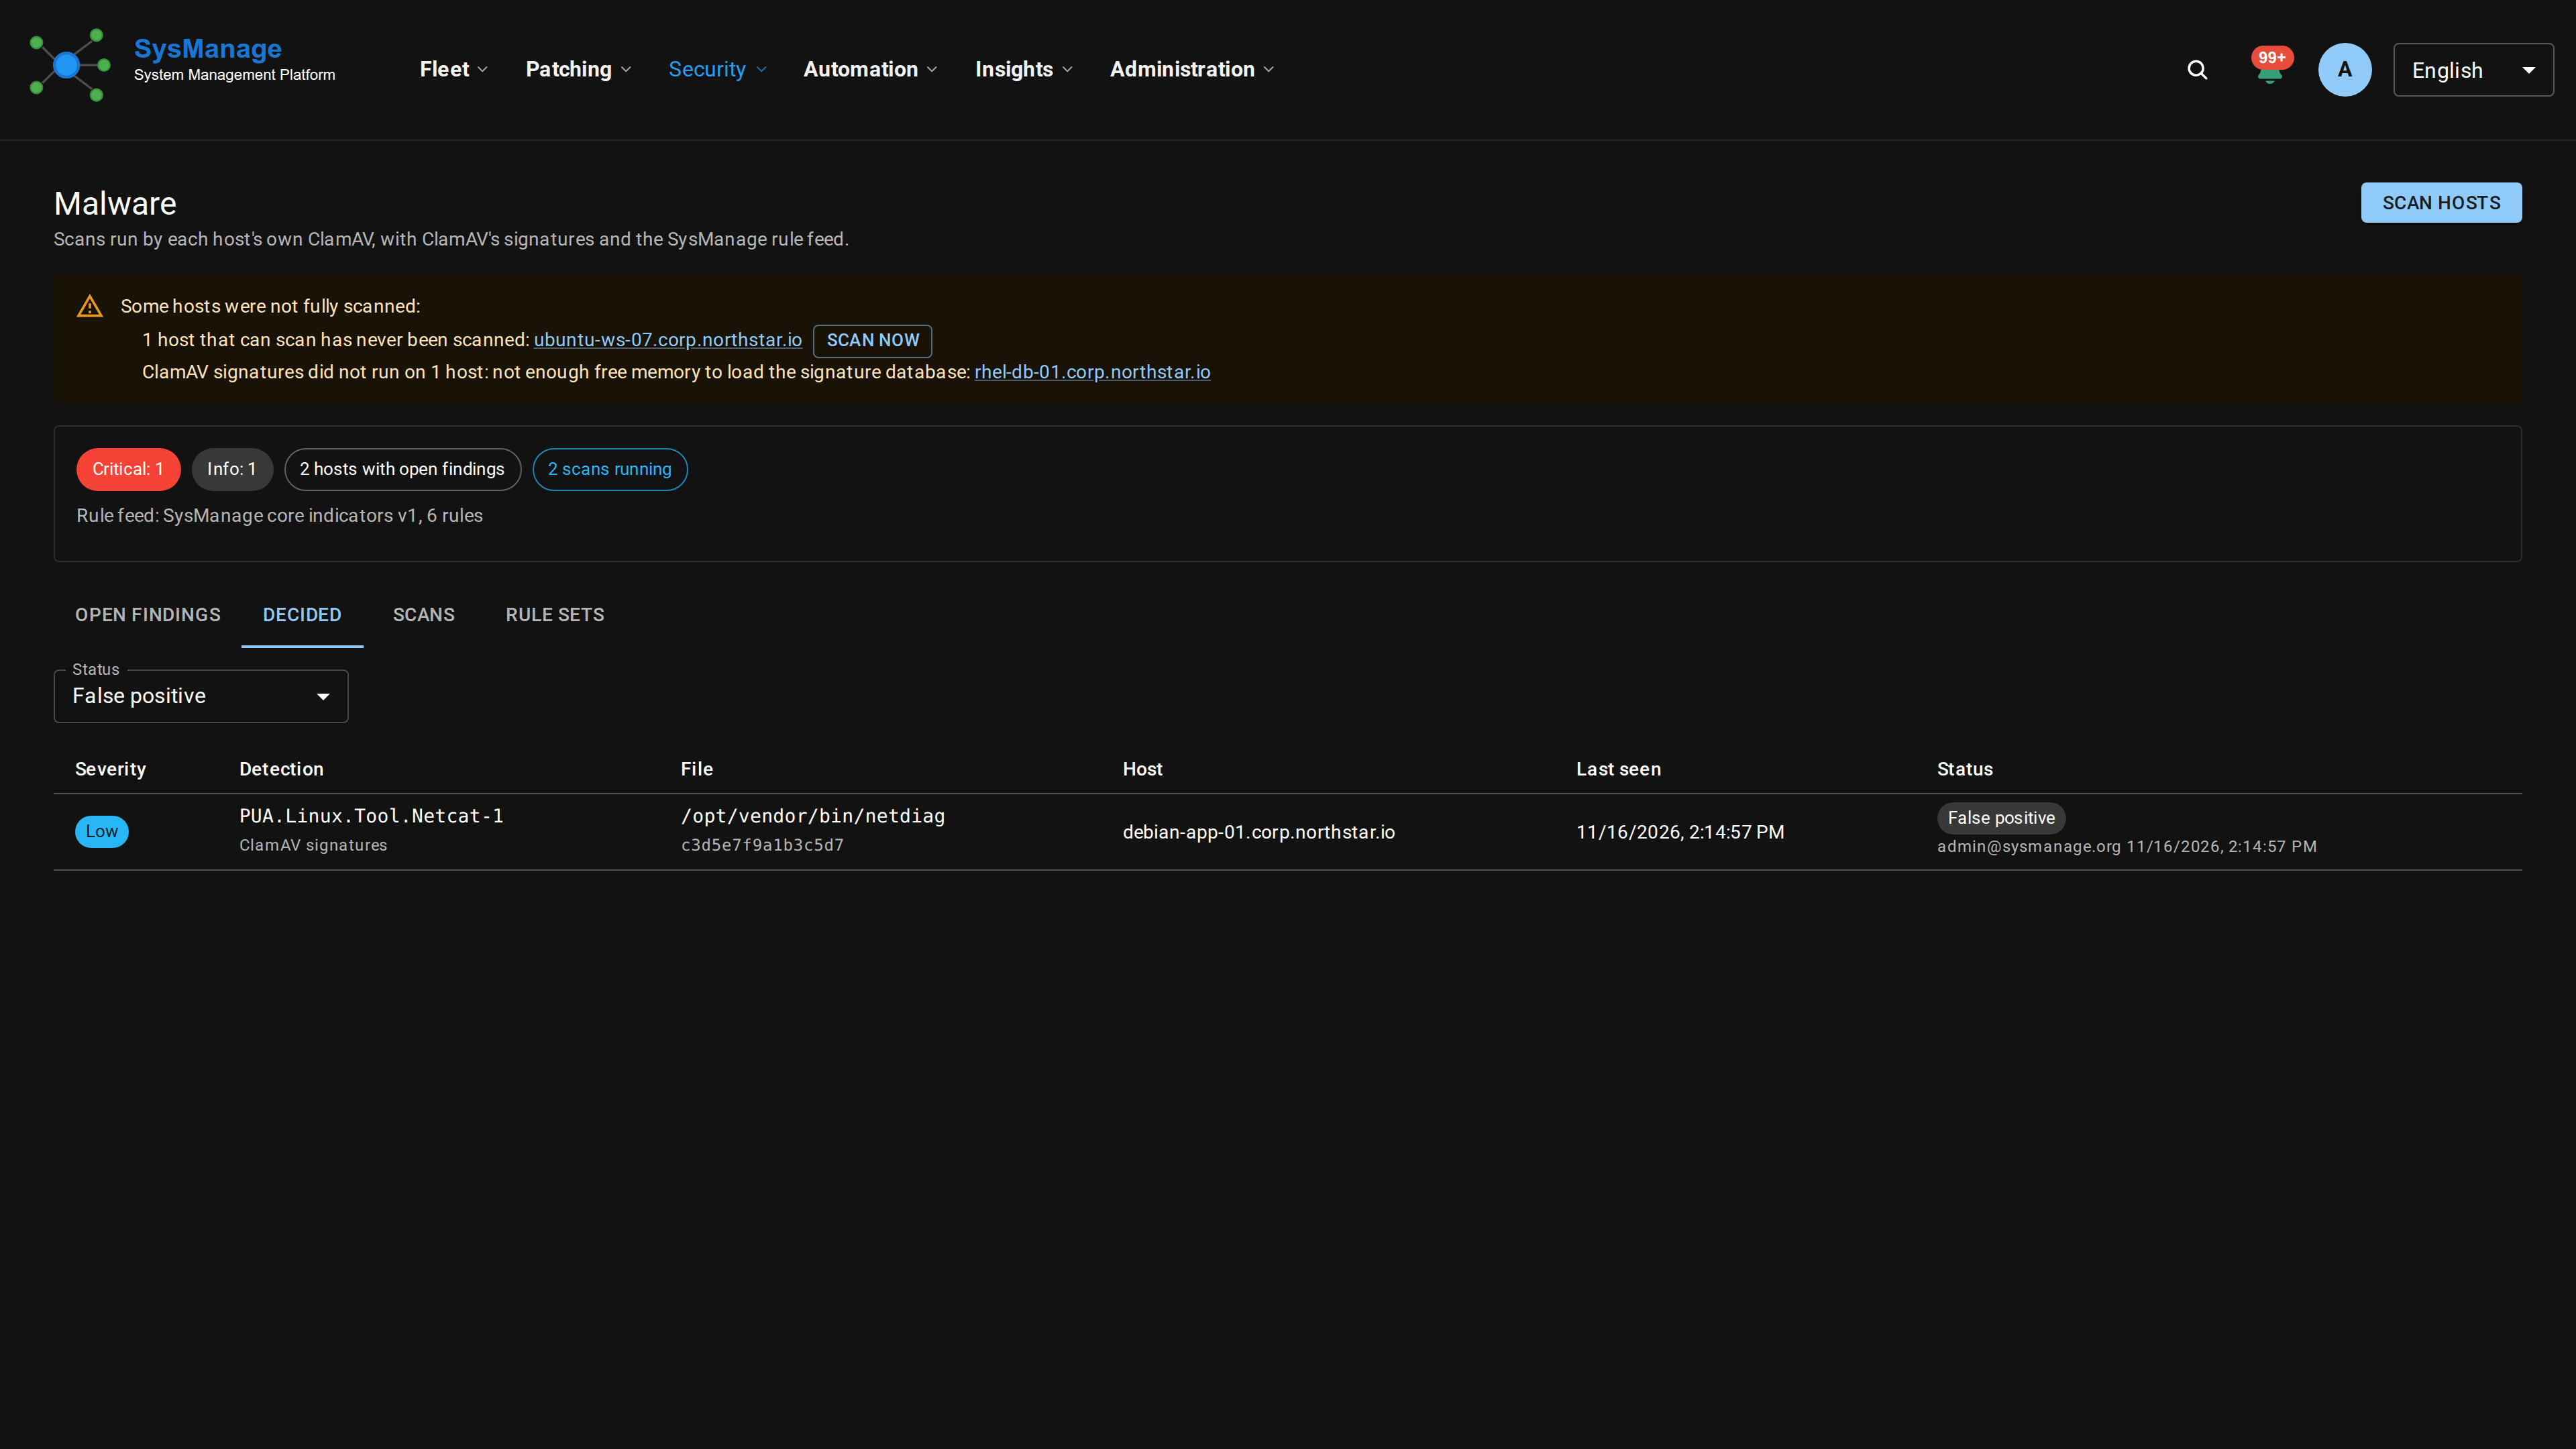 SysManage
System Management Platform
Fleet
Patching
Security
Automation
Insights
Administration
99+
A
English
Malware
SCAN HOSTS
Scans run by each host's own ClamAV, with ClamAV's signatures and the SysManage rule feed.
Some hosts were not fully scanned:
1 host that can scan has never been scanned: ubuntu-ws-07.corp.northstar.io SCAN NOW
ClamAV signatures did not run on 1 host: not enough free memory to load the signature database: rhel-db-01.corp.northstar.io
Critical: 1
Info: 1
2 hosts with open findings
2 scans running
Rule feed: SysManage core indicators v1, 6 rules
OPEN FINDINGS
DECIDED
SCANS
RULE SETS
Status
False positive
Severity Detection File Host Last seen Status
Low
PUA.Linux.Tool.Netcat-1
ClamAV signatures
/opt/vendor/bin/netdiag
c3d5e7f9a1b3c5d7
debian-app-01.corp.northstar.io
11/16/2026, 2:14:57 PM
False positive
admin@sysmanage.org 11/16/2026, 2:14:57 PM